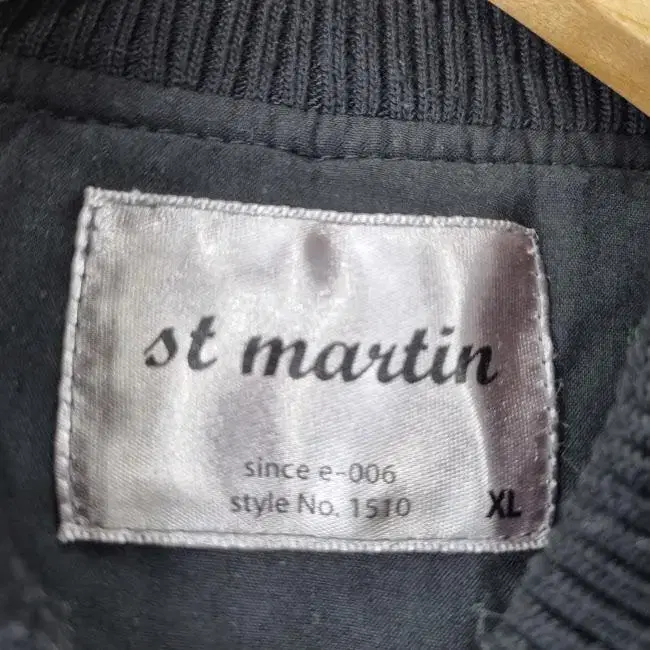 st martin
since e-006
style No. 1510
XL